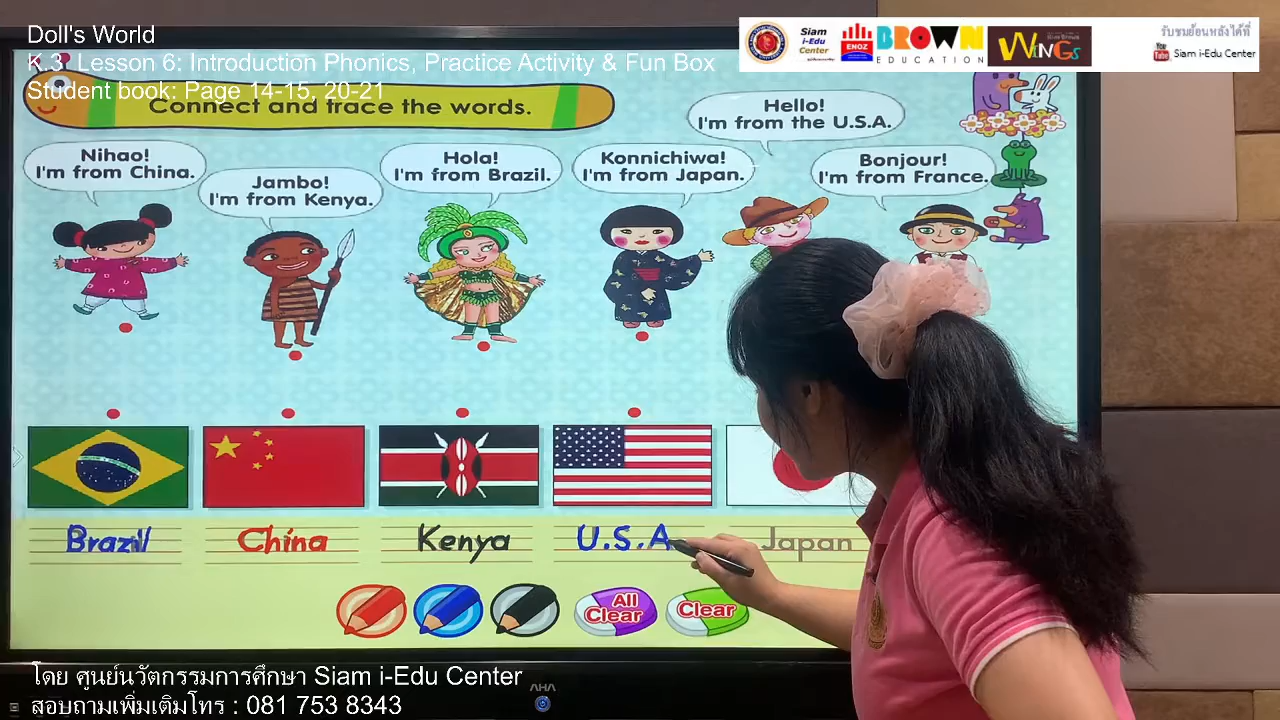 Doll's World
K.3 Lesson 6: Introduction Phonics, Practice Activity & Fun Box
Student book: Page 14-15, 20-21
Siam
i-Edu
Center
ENOZ
BROWN
EDUCATION
WINGS
รับชมย้อนหลังได้ที่
You
Tube
Siam i-Edu Center
Connect and trace the words.
Nihao!
I'm from China.
Jambo!
I'm from Kenya.
Hola!
I'm from Brazil.
Konnichiwa!
I'm from Japan.
Hello!
I'm from the U.S.A.
Bonjour!
I'm from France.
Brazil
China
Kenya
U.S.A
Japan
All
Clear
Clear
โดย ศูนย์นวัตกรรมการศึกษา Siam i-Edu Center
สอบถามเพิ่มเติมโทร : 081 753 8343
AHA